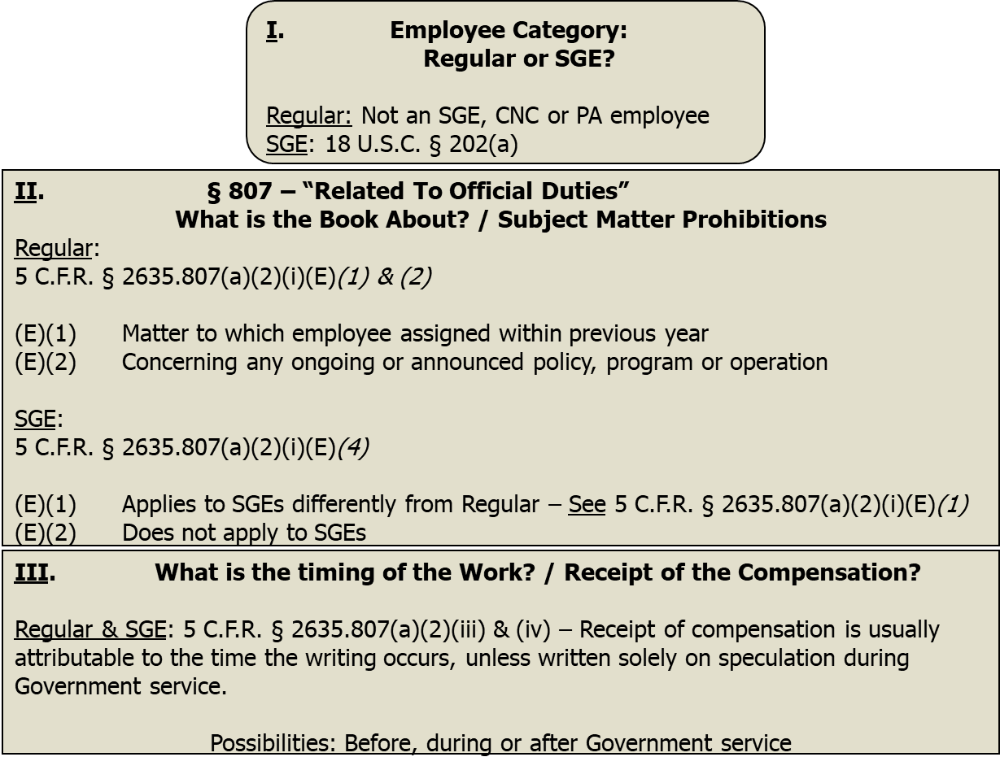 I. Employee Category:
Regular or SGE?
Regular: Not an SGE, CNC or PA employee
SGE: 18 U.S.C. § 202(a)
II. § 807 – “Related To Official Duties”
What is the Book About? / Subject Matter Prohibitions
Regular:
5 C.F.R. § 2635.807(a)(2)(i)(E)(1) & (2)
(E)(1) Matter to which employee assigned within previous year
(E)(2) Concerning any ongoing or announced policy, program or operation
SGE:
5 C.F.R. § 2635.807(a)(2)(i)(E)(4)
(E)(1) Applies to SGEs differently from Regular – See 5 C.F.R. § 2635.807(a)(2)(i)(E)(1)
(E)(2) Does not apply to SGEs
III. What is the timing of the Work? / Receipt of the Compensation?
Regular & SGE: 5 C.F.R. § 2635.807(a)(2)(iii) & (iv) – Receipt of compensation is usually
attributable to the time the writing occurs, unless written solely on speculation during
Government service.
Possibilities: Before, during or after Government service